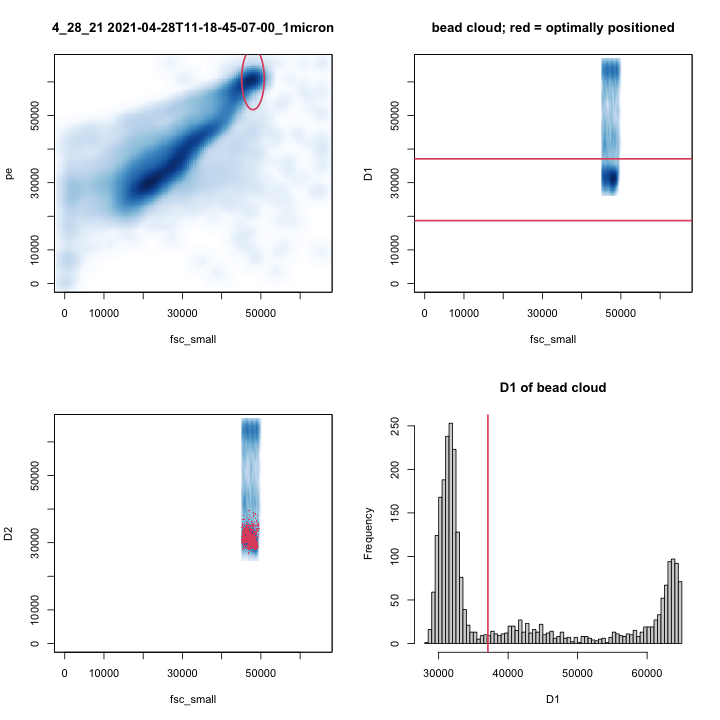 4_28_21 2021-04-28T11-18-45-07-00_1micron
pe
50000
30000
10000
0
0 10000 30000 50000
fsc_small
bead cloud; red = optimally positioned
D1
50000
30000
10000
0
0 10000 30000 50000
fsc_small
D2
50000
30000
10000
0
0 10000 30000 50000
fsc_small
D1 of bead cloud
Frequency
250
200
150
100
50
0
30000 40000 50000 60000
D1